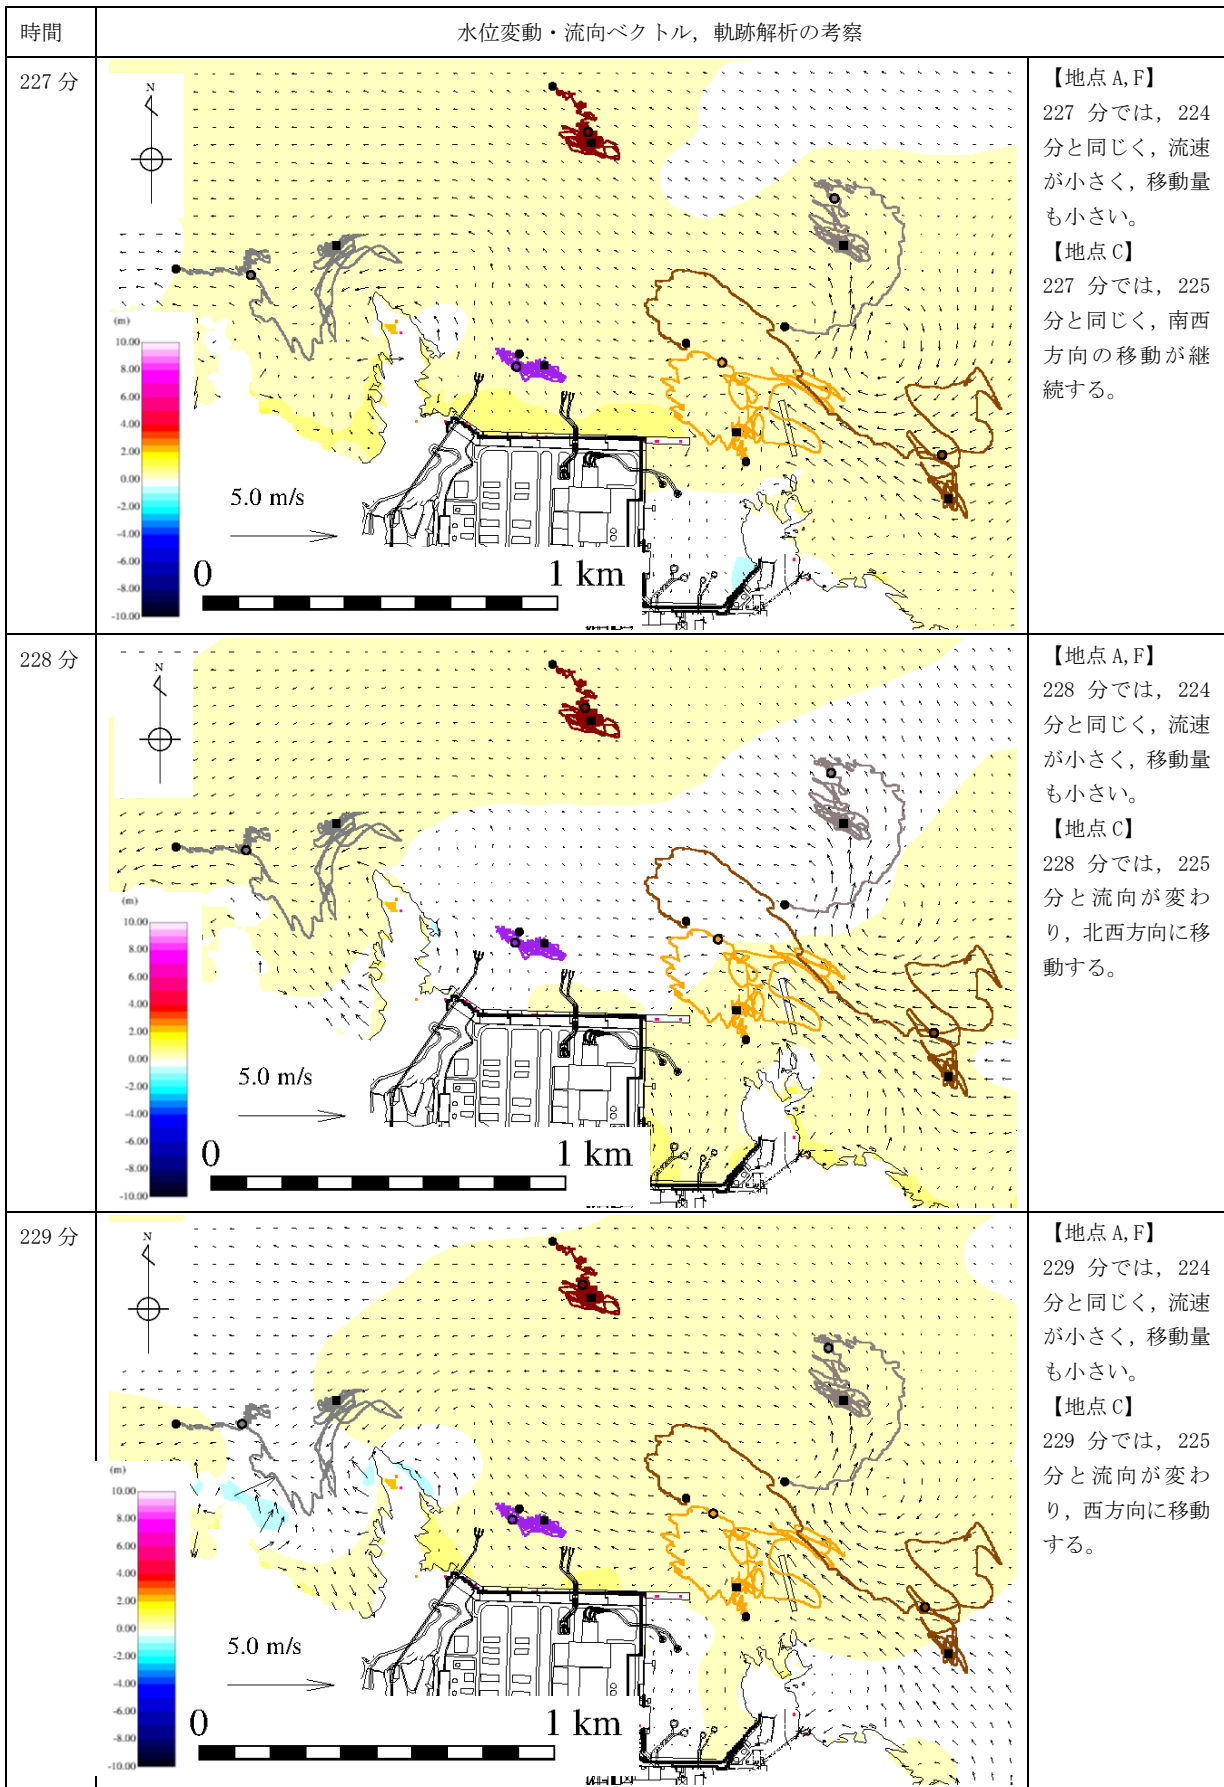 時間
水位変動・流向ベクトル，軌跡解析の考察
227 分
N
(m)
10.00
8.00
6.00
4.00
2.00
0.00
-2.00
-4.00
-6.00
-8.00
-10.00
5.0 m/s
0
1 km
【地点 A,F】
227 分では，224
分と同じく，流速
が小さく，移動量
も小さい。
【地点 C】
227 分では，225
分と同じく，南西
方向の移動が継
続する。
228 分
N
(m)
10.00
8.00
6.00
4.00
2.00
0.00
-2.00
-4.00
-6.00
-8.00
-10.00
5.0 m/s
0
1 km
【地点 A,F】
228 分では，224
分と同じく，流速
が小さく，移動量
も小さい。
【地点 C】
228 分では，225
分と流向が変わ
り，北西方向に移
動する。
229 分
N
(m)
10.00
8.00
6.00
4.00
2.00
0.00
-2.00
-4.00
-6.00
-8.00
-10.00
5.0 m/s
0
1 km
【地点 A,F】
229 分では，224
分と同じく，流速
が小さく，移動量
も小さい。
【地点 C】
229 分では，225
分と流向が変わ
り，西方向に移動
する。